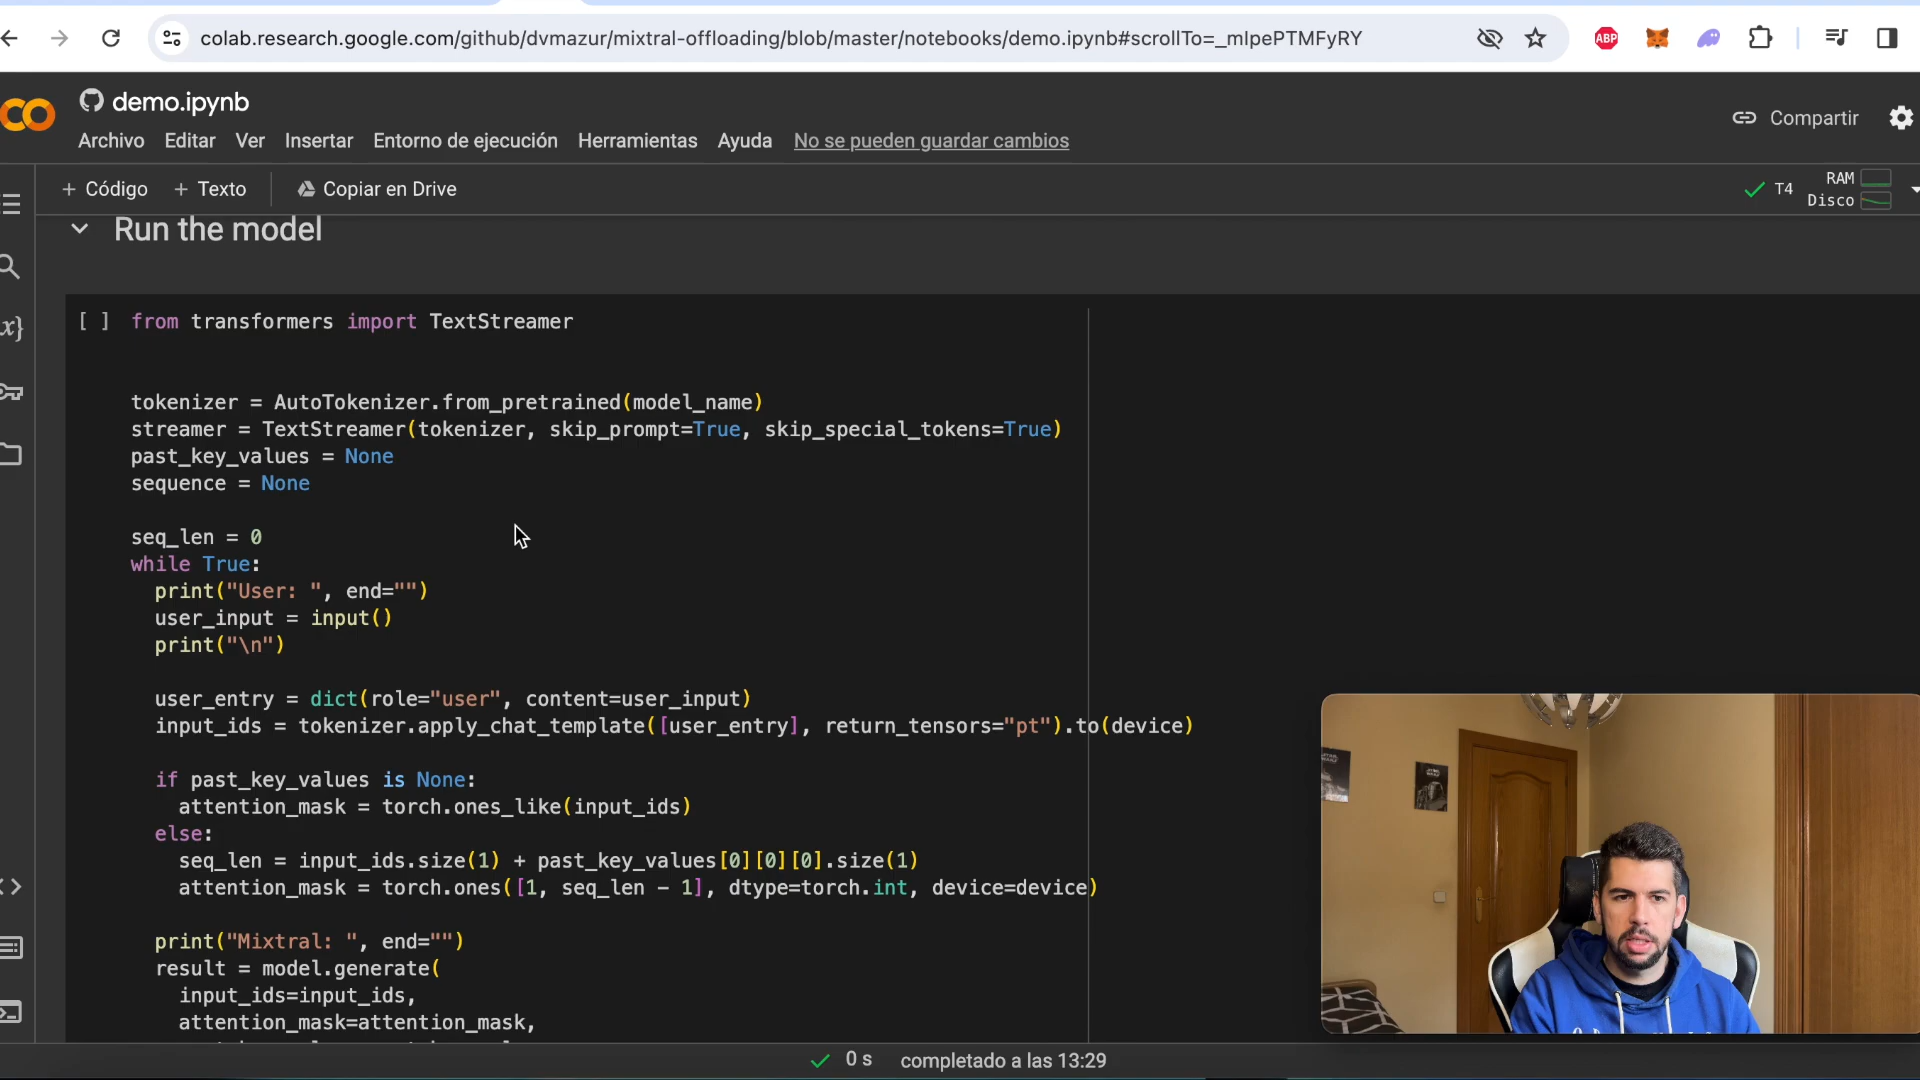 colab.research.google.com/github/dvmazur/mixtral-offloading/blob/master/notebooks/demo.ipynb#scrollTo=_mIpePTMFyRY
ABP
CO
demo.ipynb
Compartir
Archivo Editar Ver Insertar Entorno de ejecución Herramientas Ayuda No se pueden guardar cambios
+ Código + Texto Copiar en Drive
T4 RAM
Disco
Run the model
[ ] from transformers import TextStreamer
tokenizer = AutoTokenizer.from_pretrained(model_name)
streamer = TextStreamer(tokenizer, skip_prompt=True, skip_special_tokens=True)
past_key_values = None
sequence = None
seq_len = 0
while True:
print("User: ", end="")
user_input = input()
print("\n")
user_entry = dict(role="user", content=user_input)
input_ids = tokenizer.apply_chat_template([user_entry], return_tensors="pt").to(device)
if past_key_values is None:
attention_mask = torch.ones_like(input_ids)
else:
seq_len = input_ids.size(1) + past_key_values[0][0][0].size(1)
attention_mask = torch.ones([1, seq_len - 1], dtype=torch.int, device=device)
print("Mixtral: ", end="")
result = model.generate(
input_ids=input_ids,
attention_mask=attention_mask,
0 s completado a las 13:29